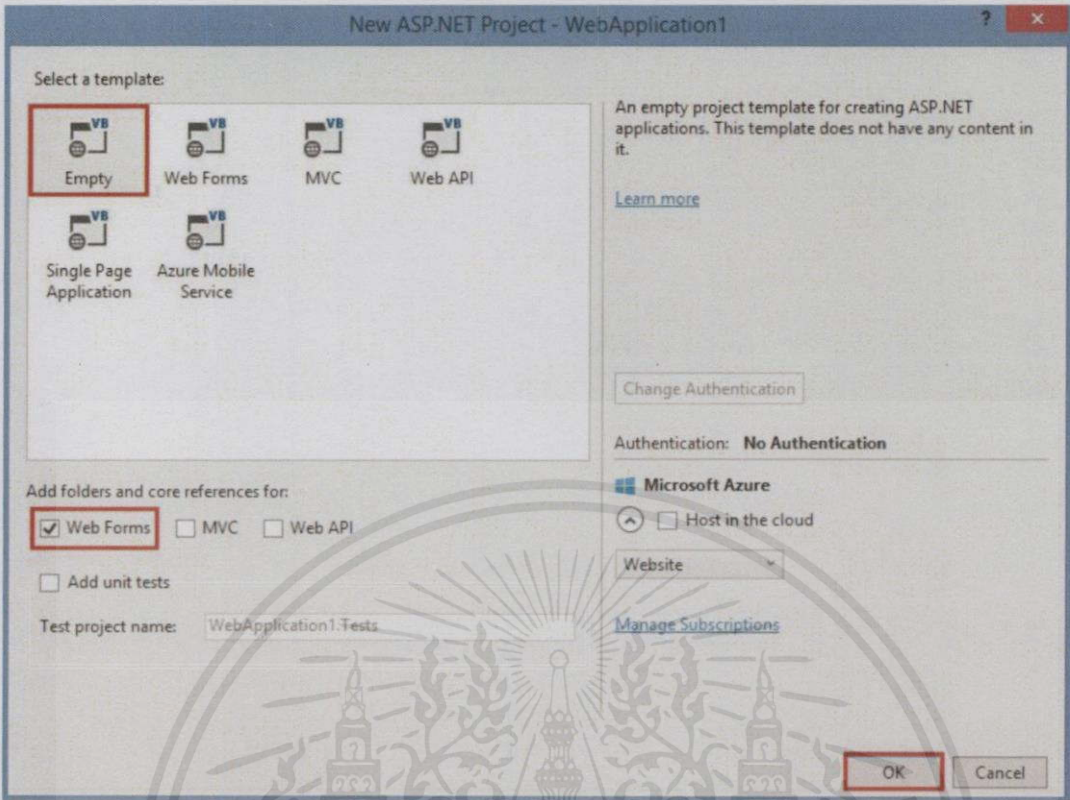 New ASP.NET Project - WebApplication1
?
Select a template:
VB
VB
VB
VB
Empty
Web Forms
MVC
Web API
VB
VB
Single Page
Application
Azure Mobile
Service
An empty project template for creating ASP.NET
applications. This template does not have any content in
it.
Learn more
Change Authentication
Authentication: No Authentication
Microsoft Azure
Host in the cloud
Website
Manage Subscriptions
Add folders and core references for:
Web Forms
MVC
Web API
Add unit tests
Test project name:
WebApplication1.Tests
OK
Cancel